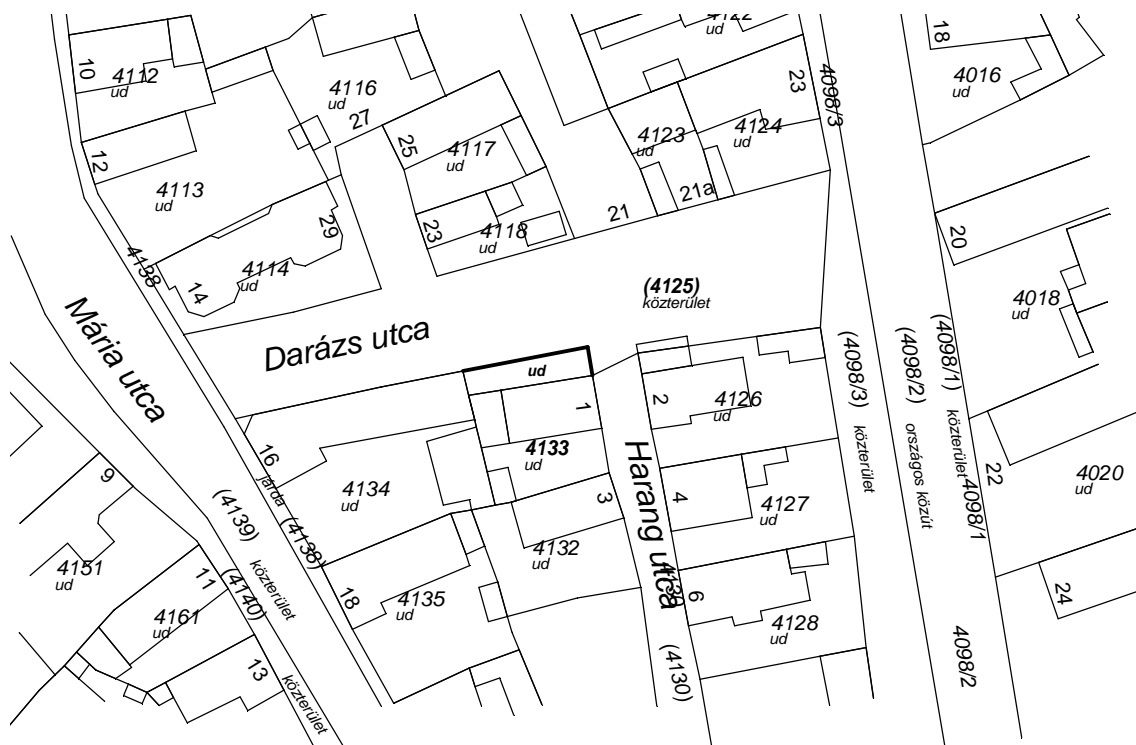 4122
ud
18
10
4112
ud
4116
ud
23
4098/3
4016
ud
27
12
25
4117
ud
4123
ud
4124
ud
4113
ud
29
23
4118
ud
21
21a
20
4138
4114
ud
14
(4125)
közterület
4018
ud
Mária utca
Darázs utca
(4098/3)
közterület
(4098/2)
országos közút
(4098/1)
közterület
ud
1
2
4126
ud
4133
ud
16
járda
(4138)
4134
ud
3
Harang utca
4
4127
ud
4098/1
22
4020
ud
9
(4139)
közterület
4132
ud
4151
ud
11
(4140)
közterület
18
4135
ud
4130
6
4128
ud
24
4161
ud
13
(4130)
4098/2